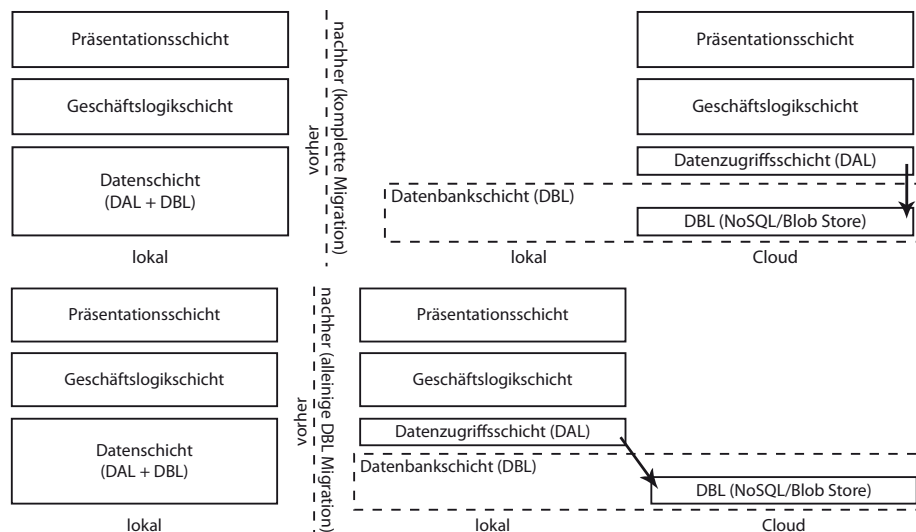 Präsentationsschicht
Geschäftslogikschicht
Datenschicht
(DAL + DBL)
lokal
vorher
nachher (komplette Migration)
Präsentationsschicht
Geschäftslogikschicht
Datenzugriffsschicht (DAL)
Datenbankschicht (DBL)
DBL (NoSQL/Blob Store)
lokal
Cloud
Präsentationsschicht
Geschäftslogikschicht
Datenschicht
(DAL + DBL)
lokal
vorher
nachher (alleinige DBL Migration)
Präsentationsschicht
Geschäftslogikschicht
Datenzugriffsschicht (DAL)
Datenbankschicht (DBL)
DBL (NoSQL/Blob Store)
lokal
Cloud